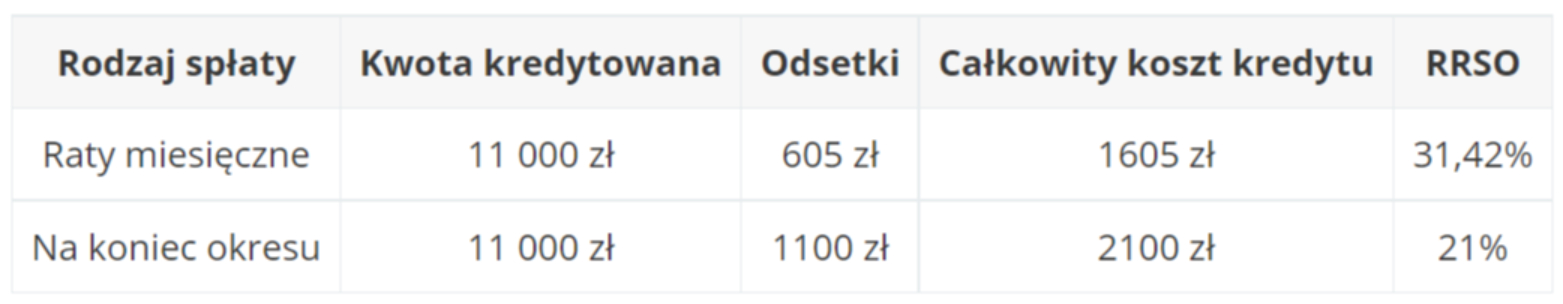 Rodzaj spłaty Kwota kredytowana Odsetki Całkowity koszt kredytu RRSO
Raty miesięczne 11 000 zł 605 zł 1605 zł 31,42%
Na koniec okresu 11 000 zł 1100 zł 2100 zł 21%